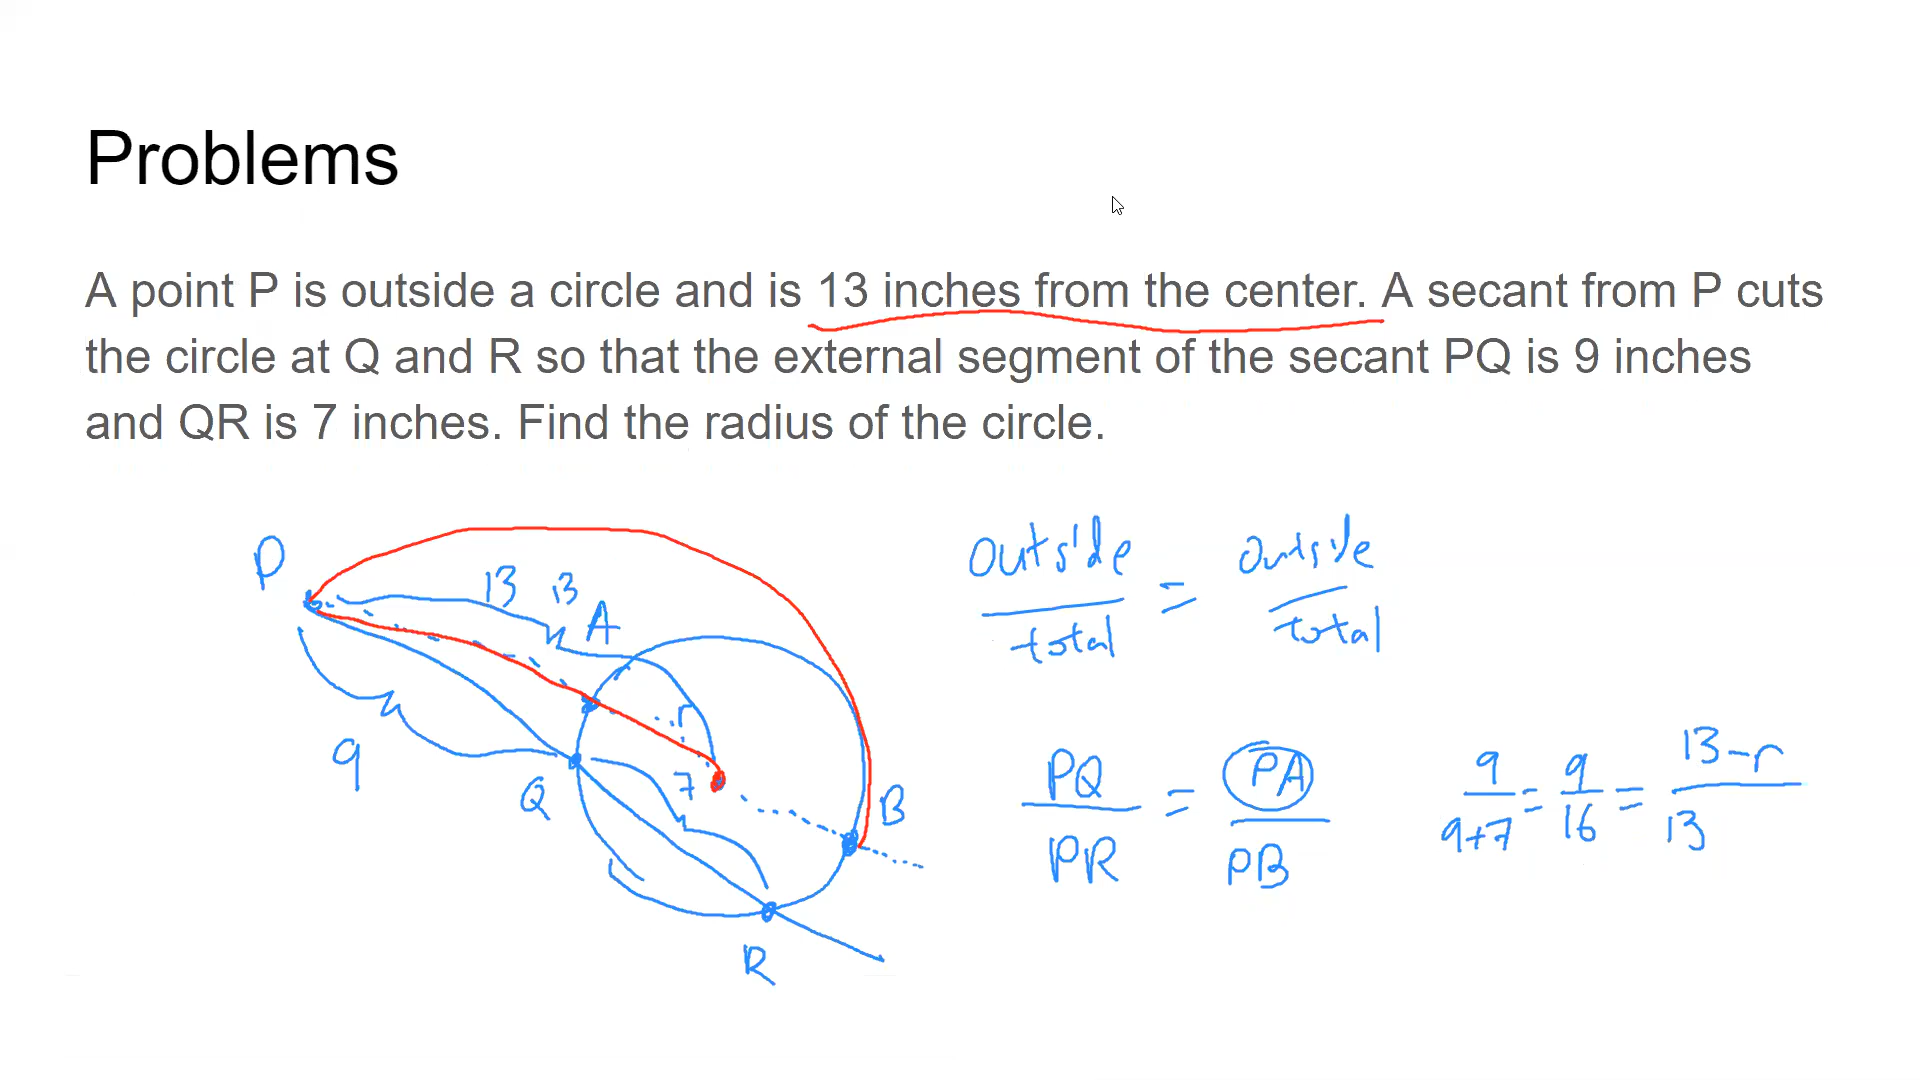 Problems
A point P is outside a circle and is 13 inches from the center. A secant from P cuts
the circle at Q and R so that the external segment of the secant PQ is 9 inches
and QR is 7 inches. Find the radius of the circle.
P
13 13
A
r
9
Q
7
B
R
outside / total = outside / total
PQ / PR = PA / PB
9 / 9+7 = 9 / 16 = 13-r / 13